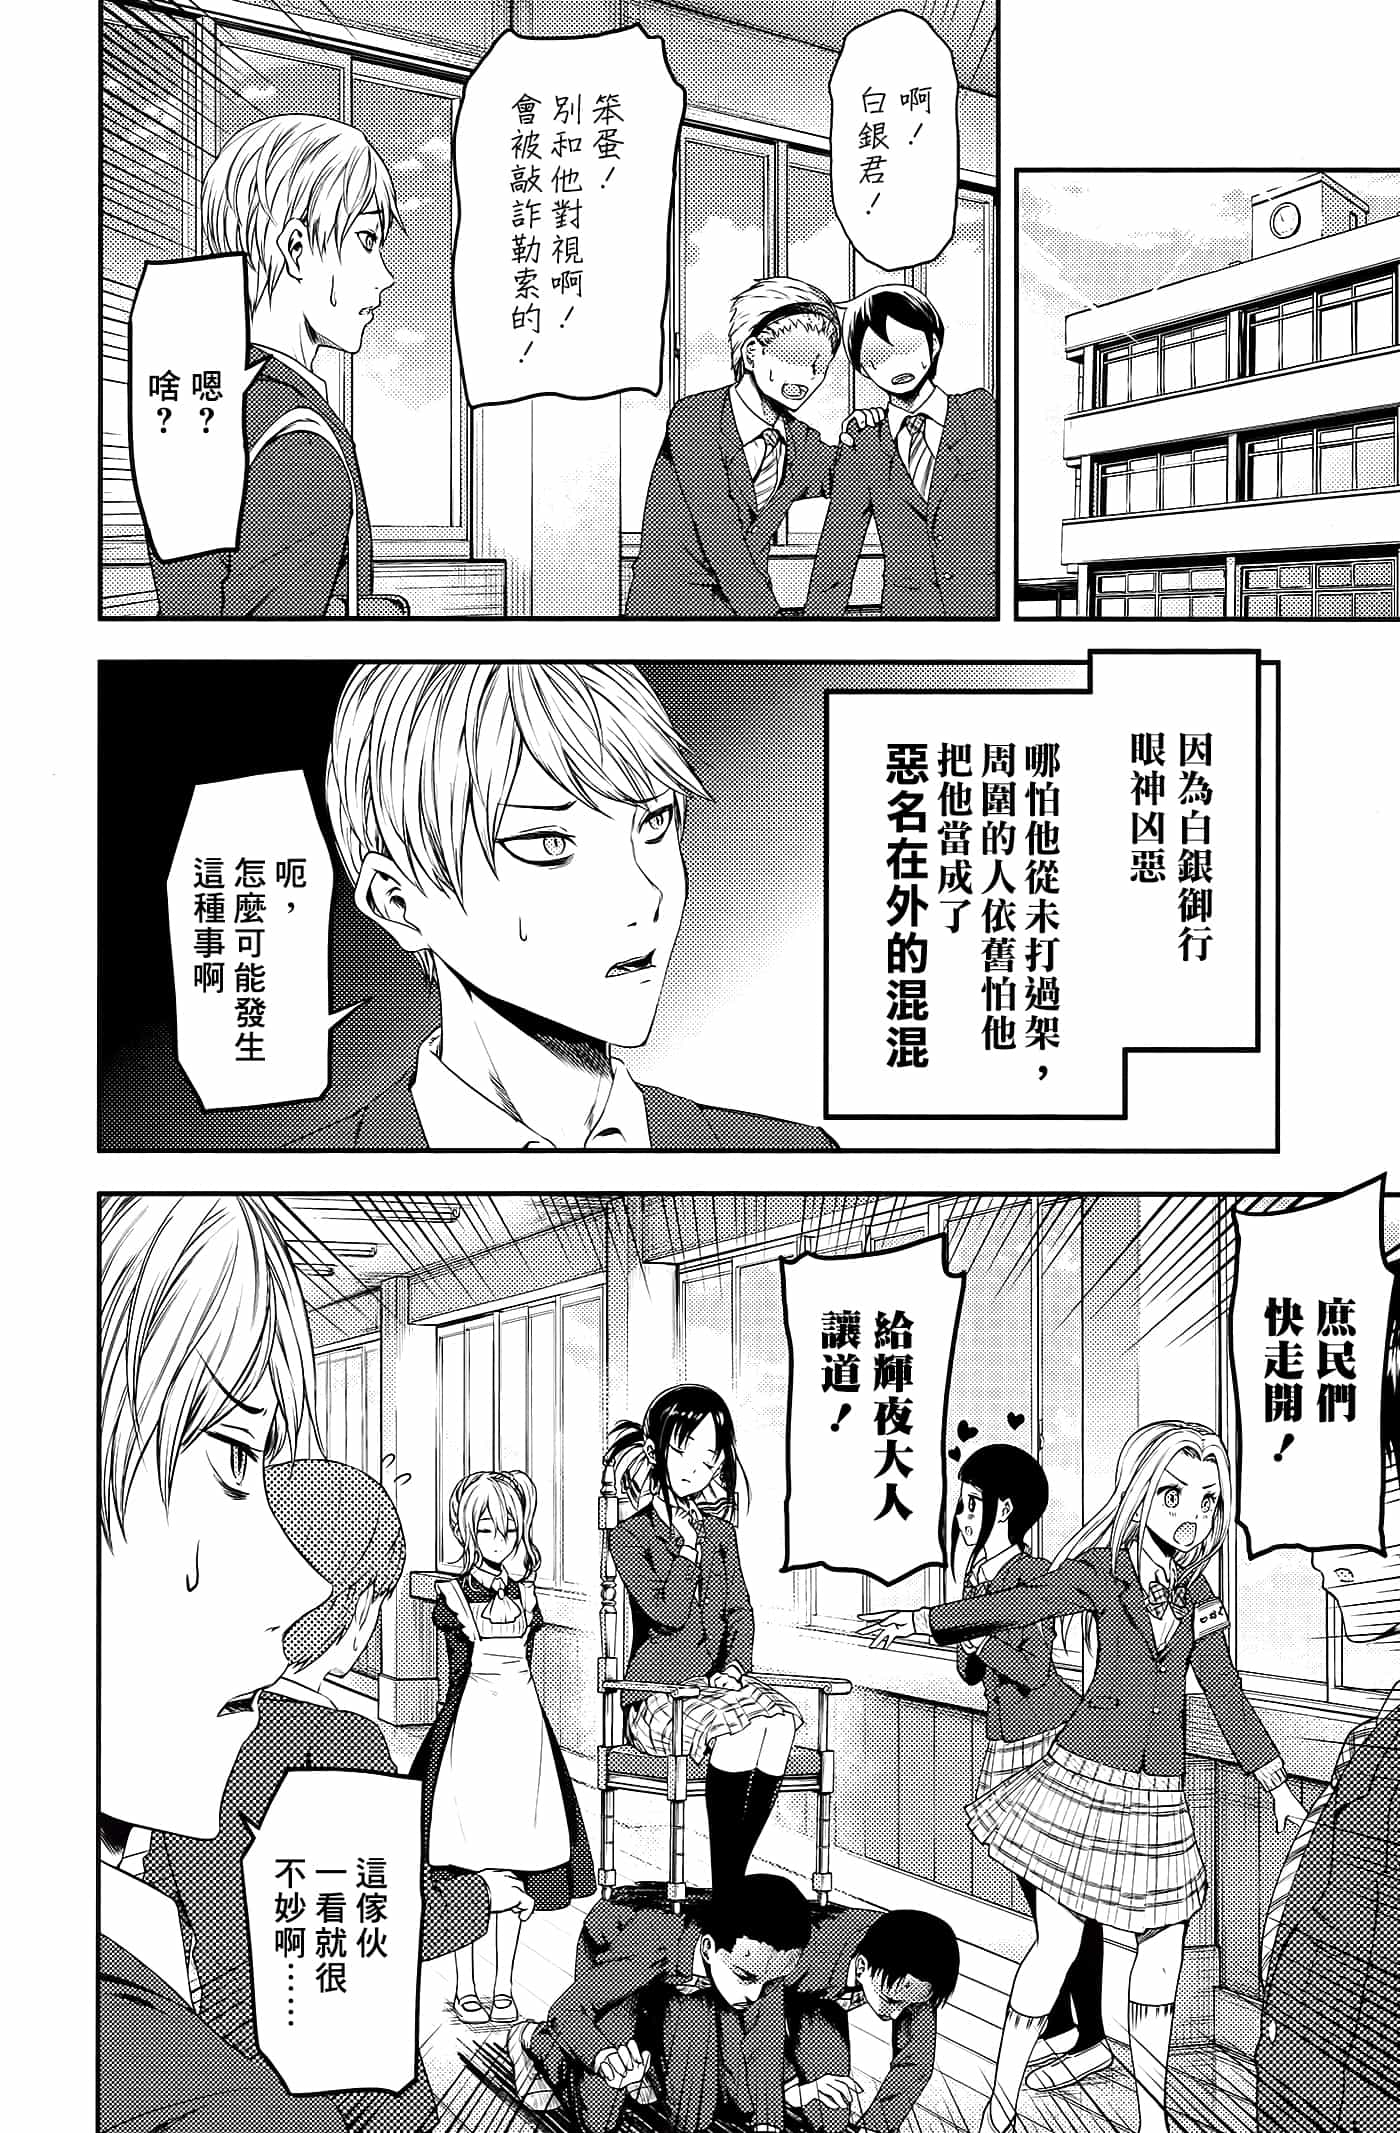 啊！
白銀君！
笨蛋！
別和他對視啊！
會被敲詐勒索的！
嗯？
啥？
因為白銀御行
眼神凶惡
哪怕他從未打過架，
周圍的人依舊怕他
把他當成了
惡名在外的混混
呃，
怎麼可能發生
這種事啊
庶民們
快走開！
給輝夜大人
讓道！
這傢伙
一看就很
不妙啊……